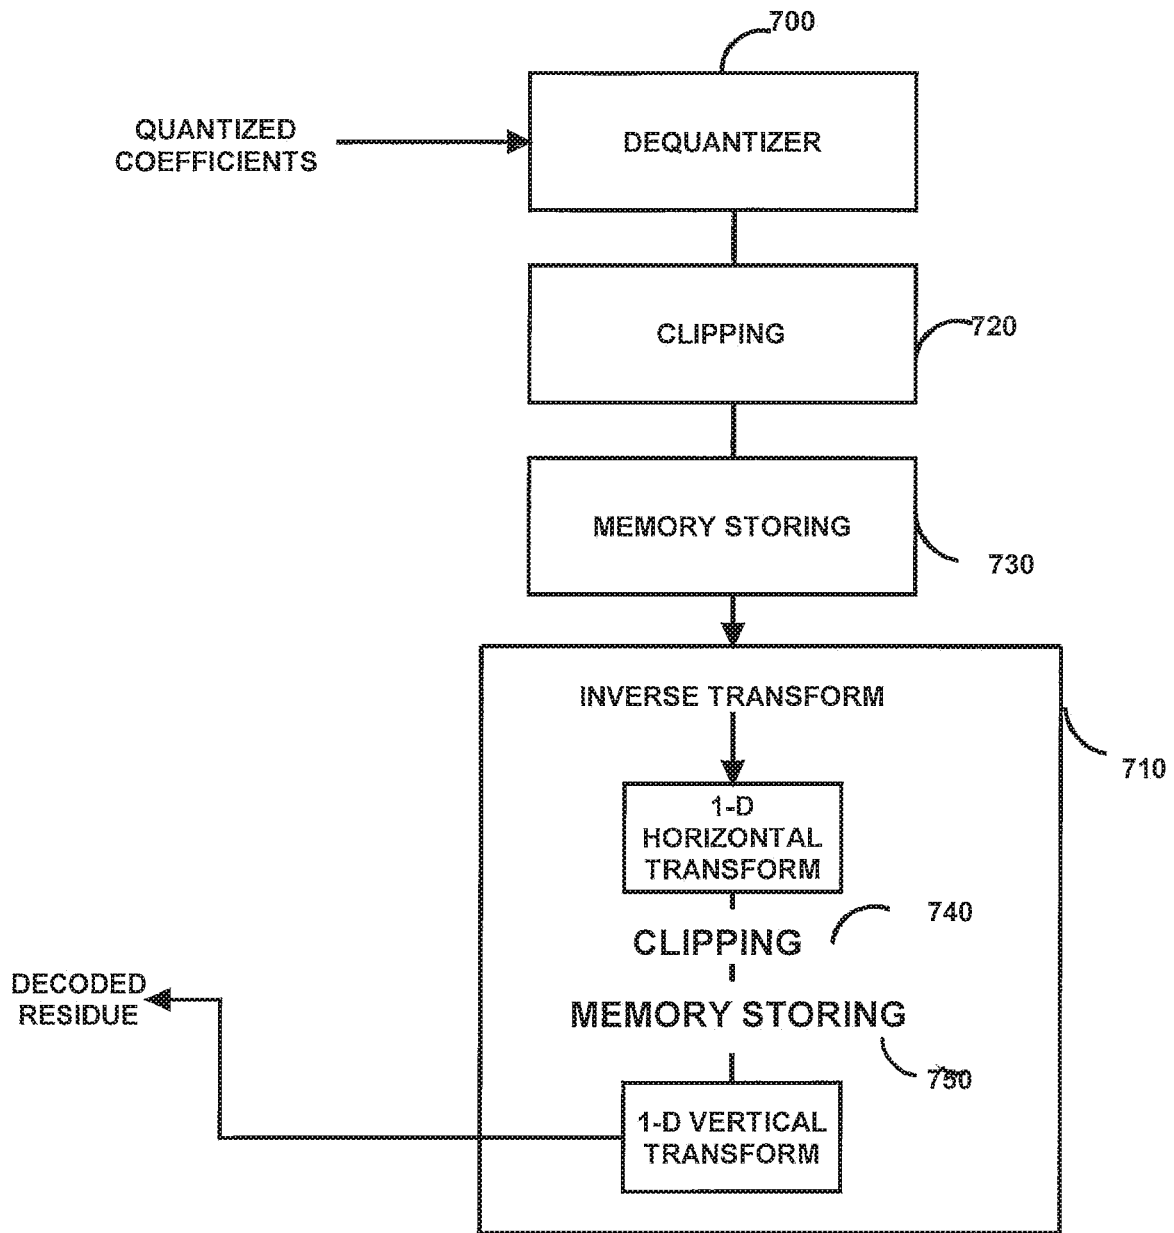 700
QUANTIZED
COEFFICIENTS
DEQUANTIZER
CLIPPING
720
MEMORY STORING
730
INVERSE TRANSFORM
710
1-D
HORIZONTAL
TRANSFORM
740
CLIPPING
DECODED
RESIDUE
MEMORY STORING
750
1-D VERTICAL
TRANSFORM